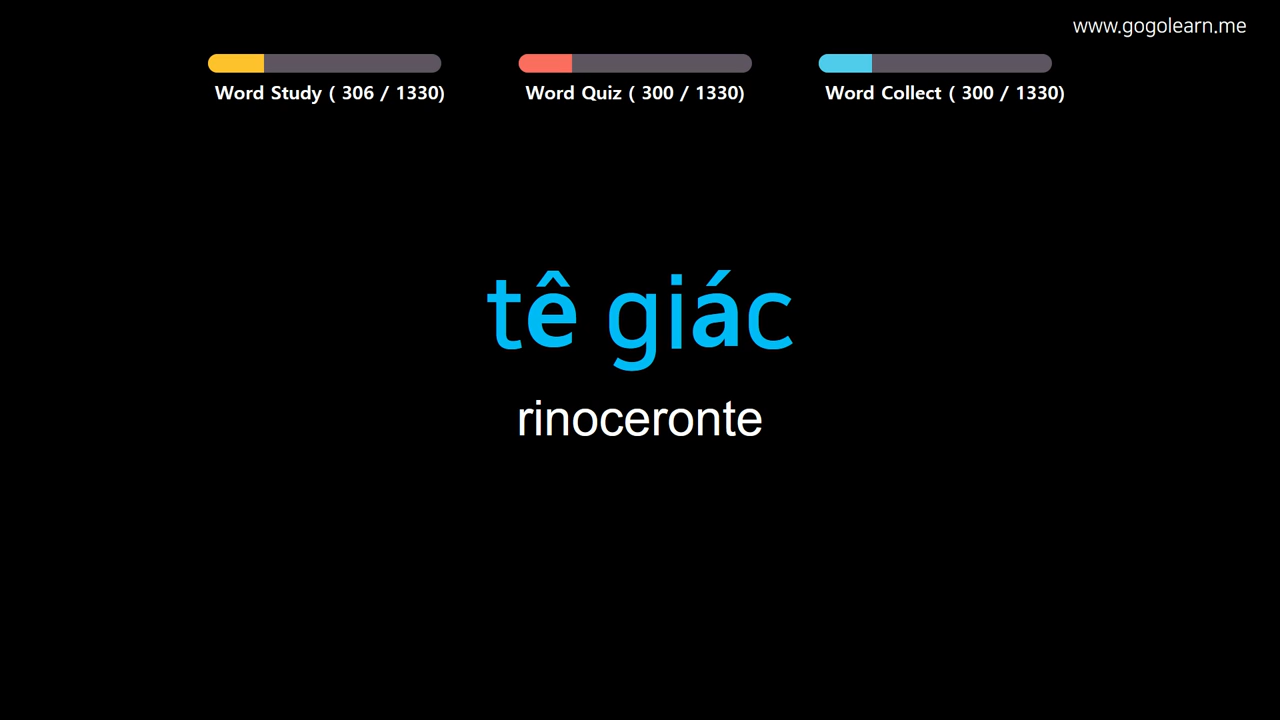 www.gogolearn.me
Word Study ( 306 / 1330)
Word Quiz ( 300 / 1330)
Word Collect ( 300 / 1330)
tê giác
rinoceronte